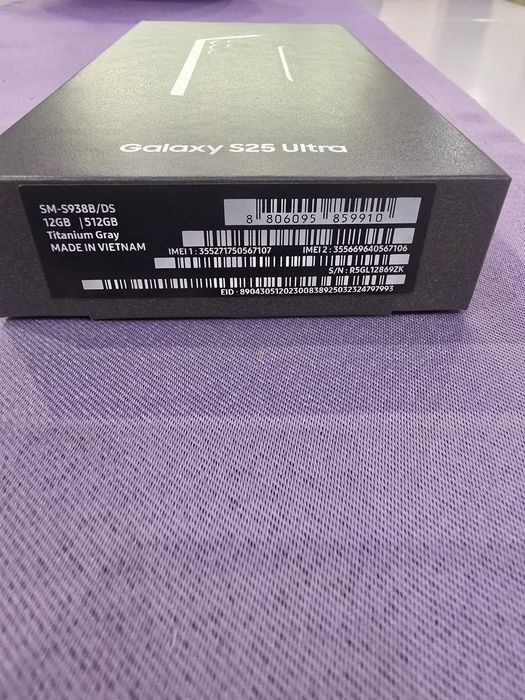 Galaxy S25 Ultra
SM-S938B/DS
12GB | 512GB
Titanium Gray
MADE IN VIETNAM
8 806095 859910
IMEI 1 : 355271750567107 IMEI 2 : 355669640567106
S/N : R5GL12869ZK
EID : 89043051202300838925032324797993